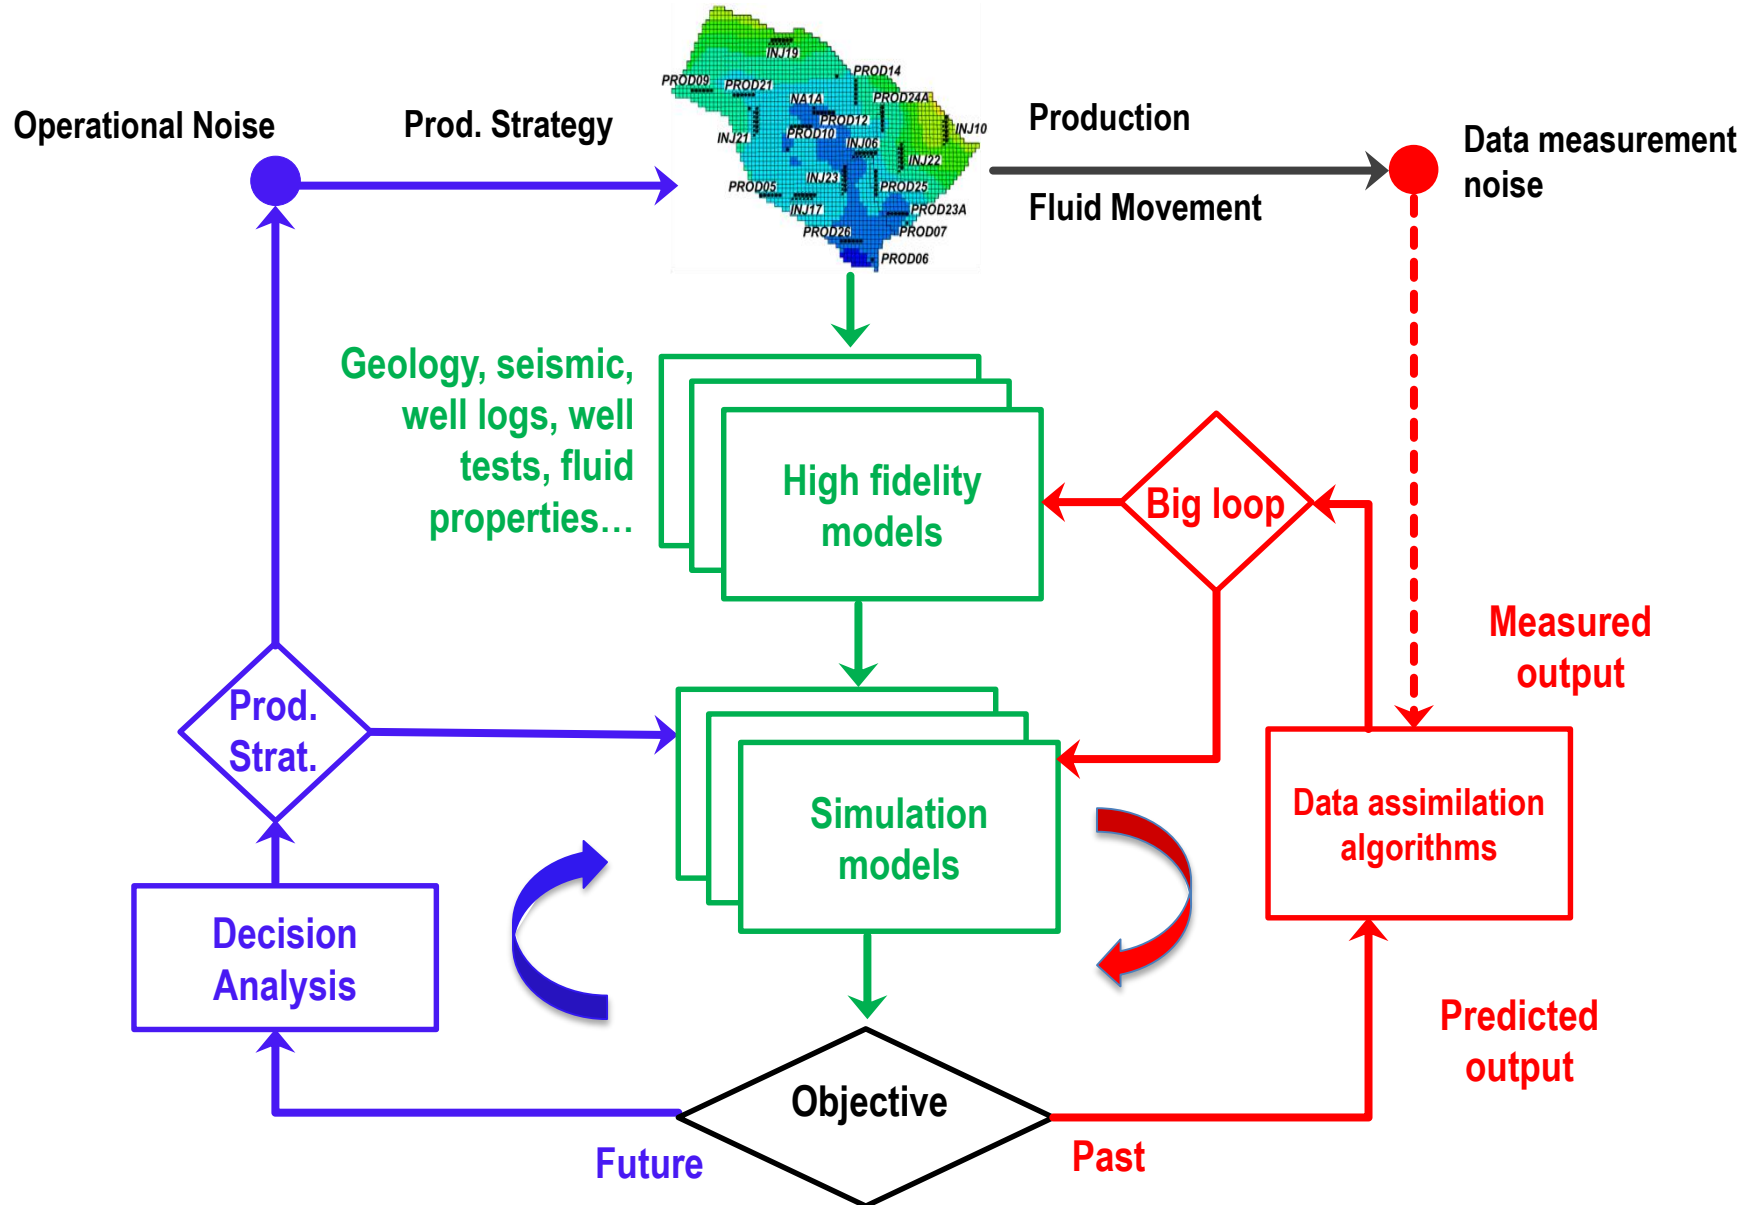 INJ19
PROD14
PROD09
PROD21
NA1A
PROD24A
Operational Noise
Prod. Strategy
PROD12
PROD10
INJ10
INJ21
INJ06
INJ22
Production
Data measurement
noise
INJ23
PROD05
PROD25
INJ17
PROD23A
PROD26
PROD07
PROD06
Fluid Movement
Geology, seismic,
well logs, well
tests, fluid
properties…
High fidelity
models
Big loop
Measured
output
Prod.
Strat.
Simulation
models
Data assimilation
algorithms
Decision
Analysis
Predicted
output
Objective
Future
Past